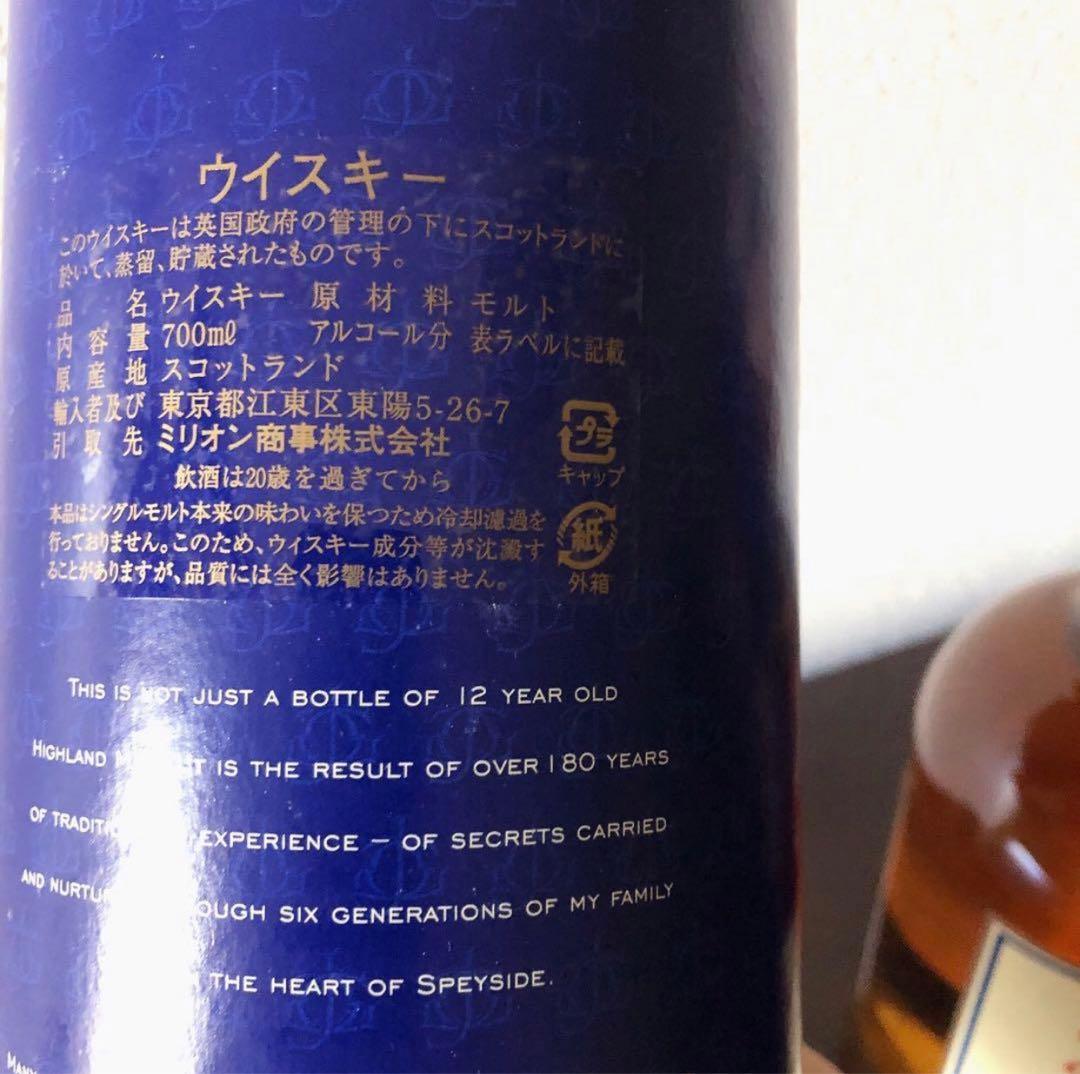 ウイスキー
このウイスキーは英国政府の管理の下にスコットランドに
於いて、蒸留、貯蔵されたものです。
品名 ウイスキー 原材料 モルト
内容量 700mℓ アルコール分 表ラベルに記載
原産地 スコットランド
輸入者及び 東京都江東区東陽5-26-7
引取先 ミリオン商事株式会社
プラ
キャップ
飲酒は20歳を過ぎてから
本品はシングルモルト本来の味わいを保つため冷却濾過を
行っておりません。このため、ウイスキー成分等が沈澱す
ることがありますが、品質には全く影響はありません。
紙
外箱
THIS IS NOT JUST A BOTTLE OF 12 YEAR OLD
HIGHLAND IS THE RESULT OF OVER 180 YEARS
OF EXPERIENCE – OF SECRETS CARRIED
AND SIX GENERATIONS OF MY FAMILY
THE HEART OF SPEYSIDE.